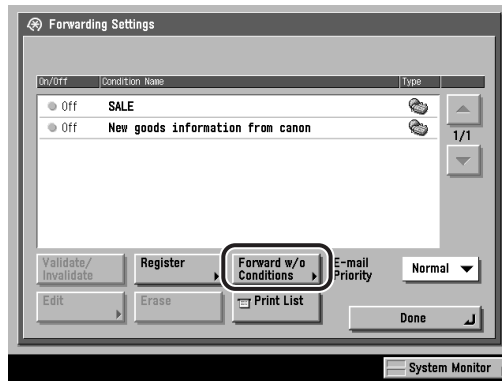 Forwarding Settings
On/Off Condition Name Type
Off SALE
Off New goods information from canon
1/1
Validate/
Invalidate
Register
Forward w/o
Conditions
E-mail
Priority
Normal
Edit
Erase
Print List
Done
System Monitor